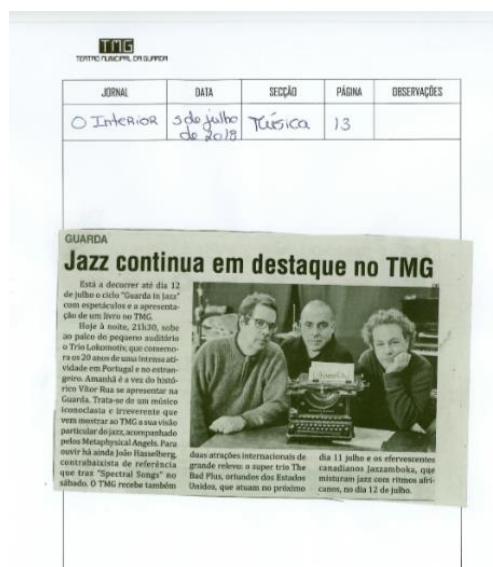 TMG
TEATRO MUNICIPAL DA GUARDA
JORNAL DATA SECÇÃO PÁGINA OBSERVAÇÕES
O Interior 5 de julho de 2018 Música 13
GUARDA
Jazz continua em destaque no TMG
Está a decorrer até dia 12
de julho o ciclo "Guarda in Jazz"
com espetáculos e a apresenta-
ção de um livro no TMG.
Hoje à noite, 21h30, sobe
ao palco do pequeno auditório
o Trio Lokomotiv, que comemo-
ra os 20 anos de uma intensa ati-
vidade em Portugal e no estran-
geiro. Amanhã é a vez do histó-
rico Vítor Rua se apresentar na
Guarda. Trata-se de um músico
iconoclasta e irreverente que
vem mostrar ao TMG a sua visão
particular do jazz, acompanhado
pelos Metaphysical Angels. Para
ouvir há ainda João Hasselberg,
contrabaixista de referência
que traz "Spectral Songs" no
sábado. O TMG recebe também
duas atrações internacionais de
grande relevo: o super trio The
Bad Plus, oriundos dos Estados
Unidos, que atuam no próximo
dia 11 julho e os efervescentes
canadianos Jazzamboka, que
misturam jazz com ritmos afri-
canos, no dia 12 de julho.